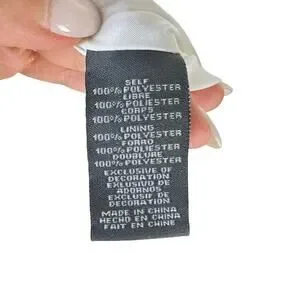 SELF
100% POLYESTER
LIBRE
100% POLIESTER
CORPS
100% POLYESTER
LINING
100% POLYESTER
FORRO
100% POLIESTER
DOUBLURE
100% POLYESTER
EXCLUSIVE OF
DECORATION
EXCLUSIVO DE
ADORNOS
EXCLUSIF DE
DECORATION
MADE IN CHINA
HECHO EN CHINA
FAIT EN CHINE